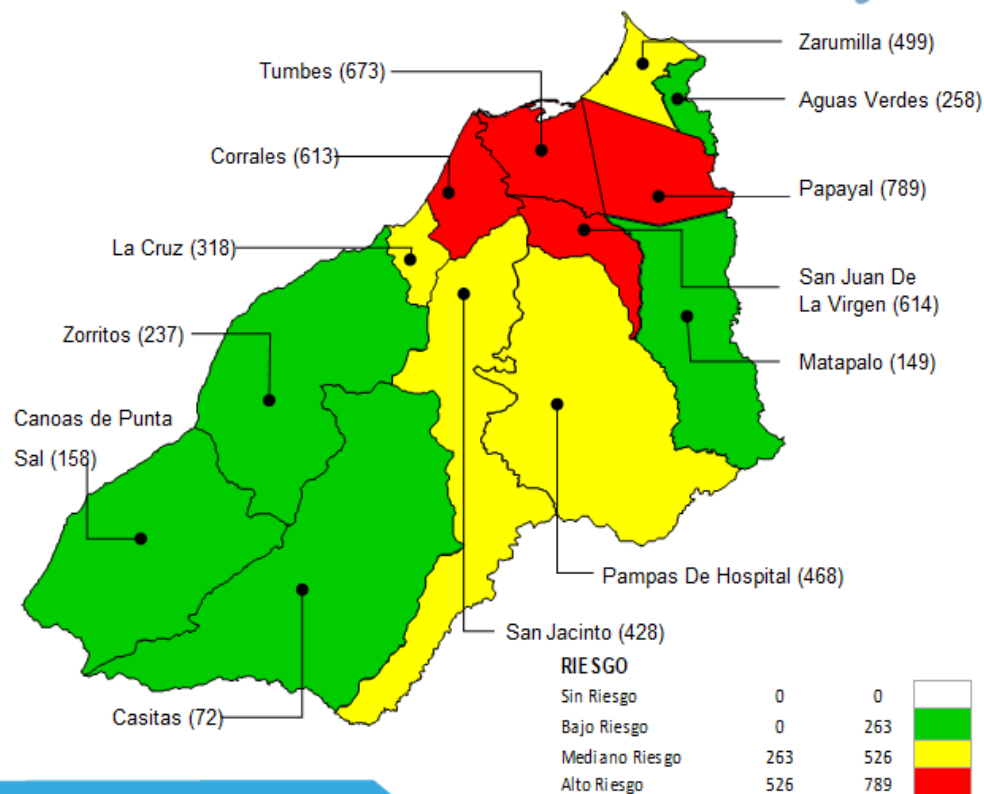 Zarumilla (499)
Tumbes (673)
Aguas Verdes (258)
Corrales (613)
Papayal (789)
La Cruz (318)
San Juan De
La Virgen (614)
Zorritos (237)
Matapalo (149)
Canoas de Punta
Sal (158)
Pampas De Hospital (468)
San Jacinto (428)
Casitas (72)
RIESGO
Sin Riesgo 0 0
Bajo Riesgo 0 263
Mediano Riesgo 263 526
Alto Riesgo 526 789